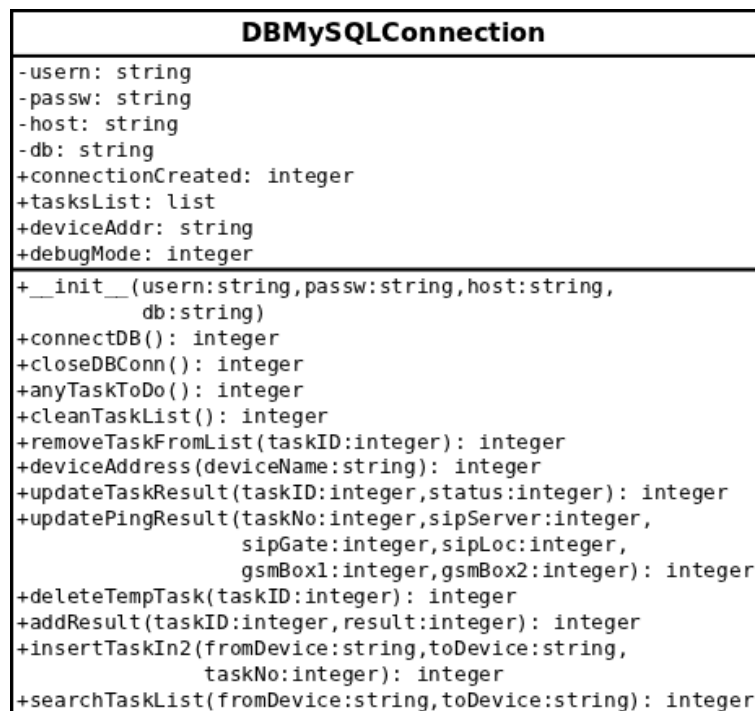 DBMySQLConnection
-usern: string
-passw: string
-host: string
-db: string
+connectionCreated: integer
+tasksList: list
+deviceAddr: string
+debugMode: integer
+__init__(usern:string,passw:string,host:string,
db:string)
+connectDB(): integer
+closeDBConn(): integer
+anyTaskToDo(): integer
+cleanTaskList(): integer
+removeTaskFromList(taskID:integer): integer
+deviceAddress(deviceName:string): integer
+updateTaskResult(taskID:integer,status:integer): integer
+updatePingResult(taskNo:integer,sipServer:integer,
sipGate:integer,sipLoc:integer,
gsmBox1:integer,gsmBox2:integer): integer
+deleteTempTask(taskID:integer): integer
+addResult(taskID:integer,result:integer): integer
+insertTaskIn2(fromDevice:string,toDevice:string,
taskNo:integer): integer
+searchTaskList(fromDevice:string,toDevice:string): integer